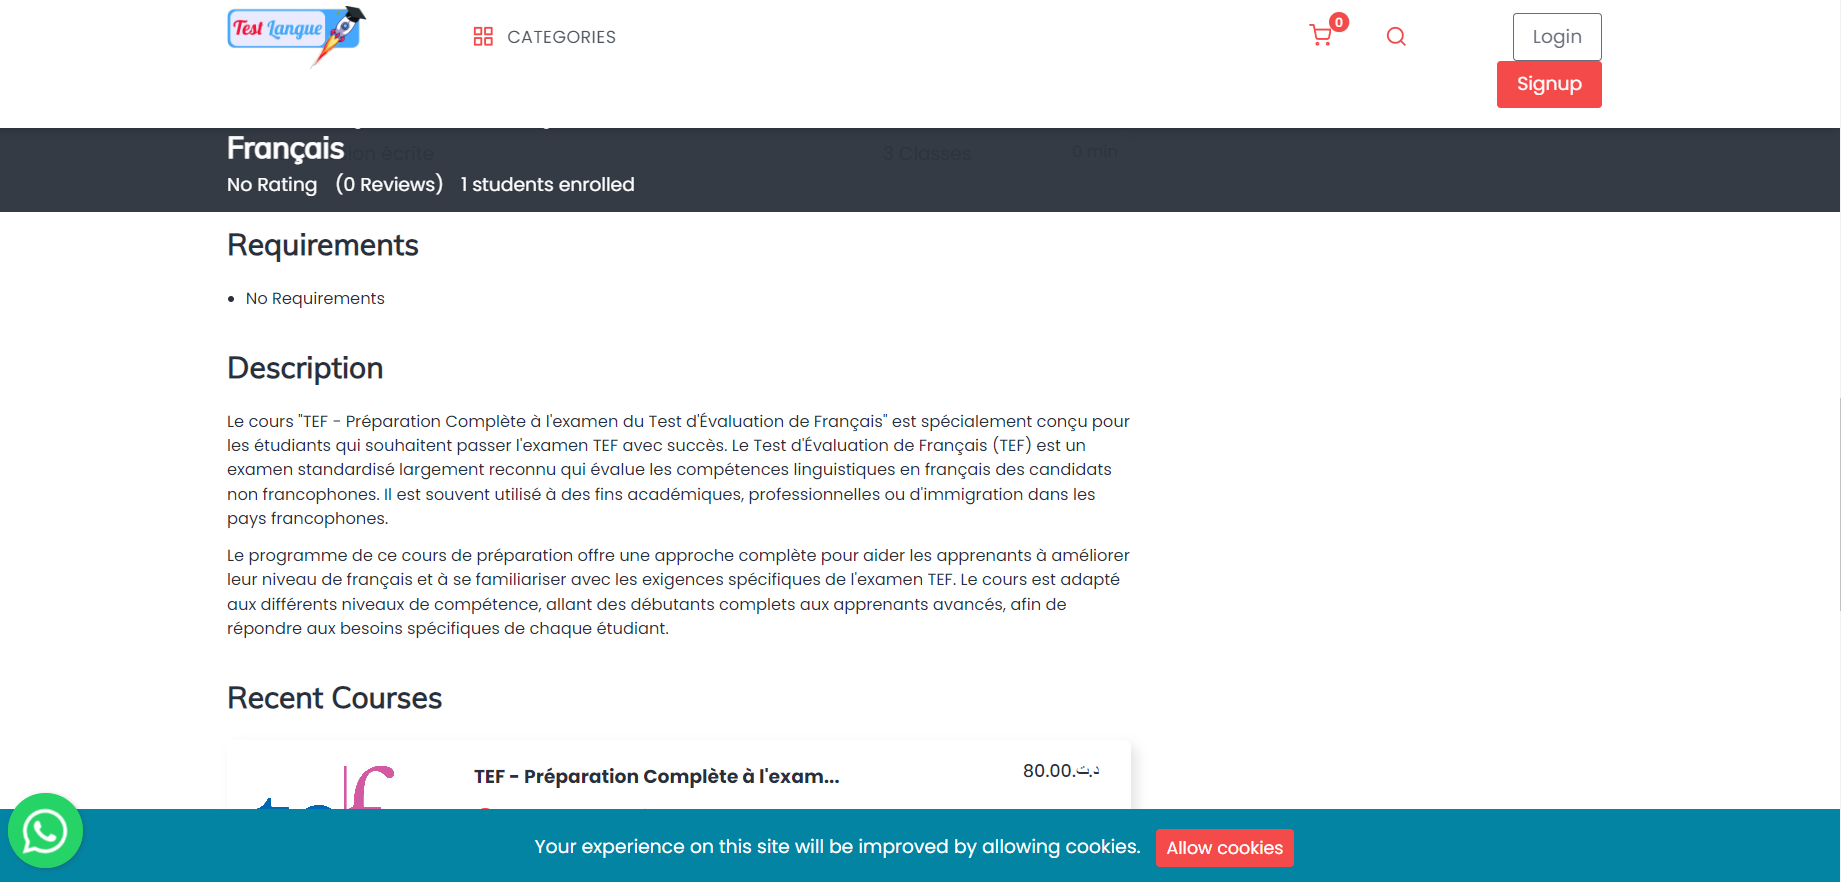 Test Langue
CATEGORIES
0
Login
Signup
Français
ion écrite
3 Classes
0 min
No Rating (0 Reviews) 1 students enrolled
Requirements
No Requirements
Description
Le cours "TEF - Préparation Complète à l'examen du Test d'Évaluation de Français" est spécialement conçu pour
les étudiants qui souhaitent passer l'examen TEF avec succès. Le Test d'Évaluation de Français (TEF) est un
examen standardisé largement reconnu qui évalue les compétences linguistiques en français des candidats
non francophones. Il est souvent utilisé à des fins académiques, professionnelles ou d'immigration dans les
pays francophones.
Le programme de ce cours de préparation offre une approche complète pour aider les apprenants à améliorer
leur niveau de français et à se familiariser avec les exigences spécifiques de l'examen TEF. Le cours est adapté
aux différents niveaux de compétence, allant des débutants complets aux apprenants avancés, afin de
répondre aux besoins spécifiques de chaque étudiant.
Recent Courses
TEF - Préparation Complète à l'exam...
80.00.د.ت
Your experience on this site will be improved by allowing cookies.
Allow cookies